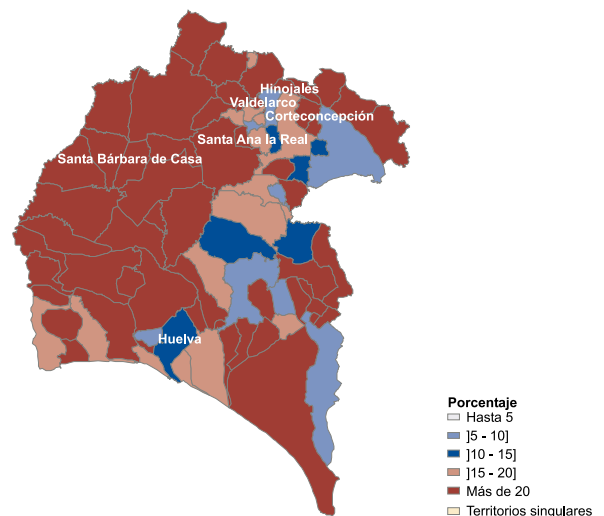 Hinojales
Valdelarco
Corteconcepción
Santa Ana la Real
Santa Bárbara de Casa
Huelva
Porcentaje
Hasta 5
]5 - 10]
]10 - 15]
]15 - 20]
Más de 20
Territorios singulares